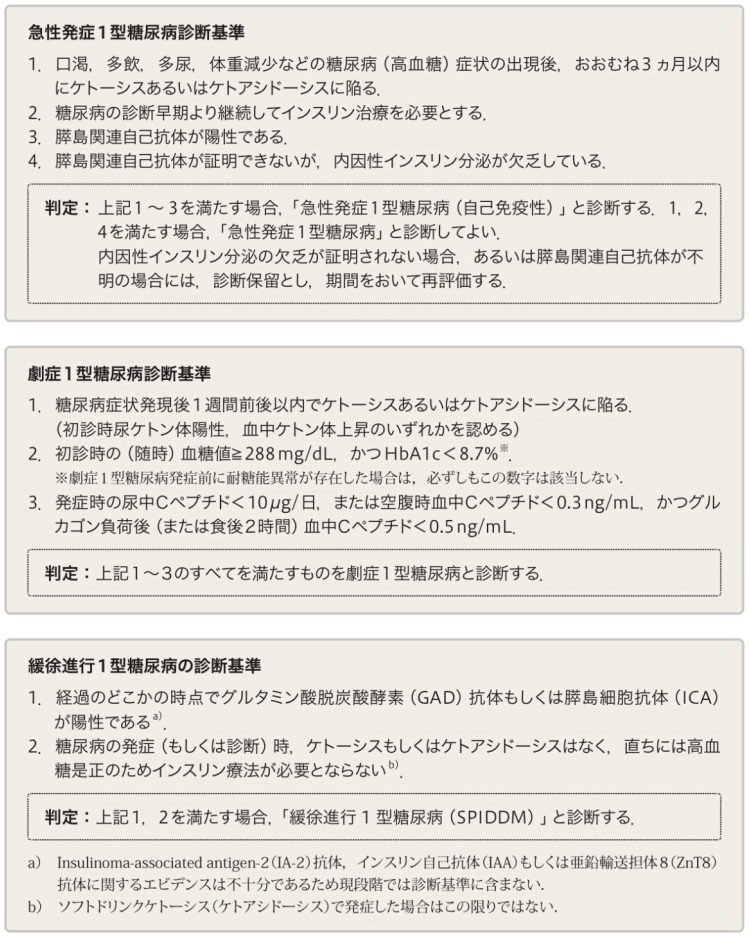 急性発症1型糖尿病診断基準
1. 口渇,多飲,多尿,体重減少などの糖尿病(高血糖)症状の出現後,おおむね3ヵ月以内
にケトーシスあるいはケトアシドーシスに陥る.
2. 糖尿病の診断早期より継続してインスリン治療を必要とする.
3. 膵島関連自己抗体が陽性である.
4. 膵島関連自己抗体が証明できないが,内因性インスリン分泌が欠乏している.
判定:上記1~3を満たす場合,「急性発症1型糖尿病(自己免疫性)」と診断する.1,2,
4を満たす場合,「急性発症1型糖尿病」と診断してよい.
内因性インスリン分泌の欠乏が証明されない場合,あるいは膵島関連自己抗体が不
明の場合には,診断保留とし,期間をおいて再評価する.
劇症1型糖尿病診断基準
1. 糖尿病症状発現後1週間前後以内でケトーシスあるいはケトアシドーシスに陥る.
(初診時尿ケトン体陽性,血中ケトン体上昇のいずれかを認める)
2. 初診時の(随時)血糖値≧288mg/dL,かつHbA1c<8.7%※.
※劇症1型糖尿病発症前に耐糖能異常が存在した場合は,必ずしもこの数字は該当しない.
3. 発症時の尿中Cペプチド<10μg/日,または空腹時血中Cペプチド<0.3ng/mL,かつグル
カゴン負荷後(または食後2時間)血中Cペプチド<0.5ng/mL.
判定:上記1~3のすべてを満たすものを劇症1型糖尿病と診断する.
緩徐進行1型糖尿病の診断基準
1. 経過のどこかの時点でグルタミン酸脱炭酸酵素(GAD)抗体もしくは膵島細胞抗体(ICA)
が陽性であるa).
2. 糖尿病の発症(もしくは診断)時,ケトーシスもしくはケトアシドーシスはなく,直ちには高血
糖是正のためインスリン療法が必要とならないb).
判定:上記1,2を満たす場合,「緩徐進行1型糖尿病(SPIDDM)」と診断する.
a) Insulinoma-associated antigen-2(IA-2)抗体,インスリン自己抗体(IAA)もしくは亜鉛輸送担体8(ZnT8)
抗体に関するエビデンスは不十分であるため現段階では診断基準に含まない.
b) ソフトドリンクケトーシス(ケトアシドーシス)で発症した場合はこの限りではない.